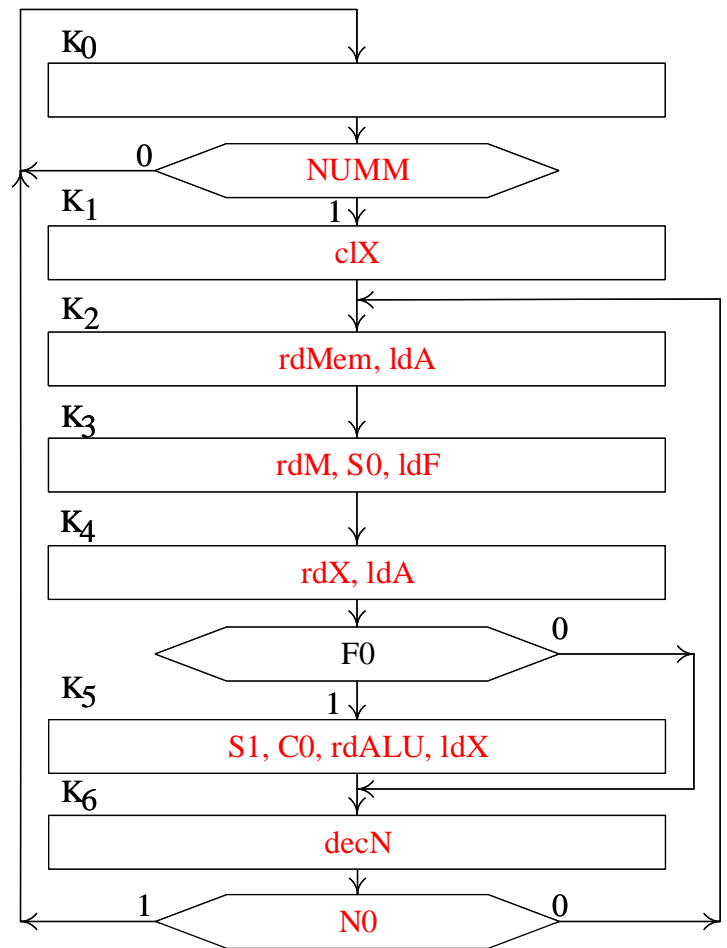 K0
0 NUMM
K1 1
clX
K2
rdMem, ldA
K3
rdM, S0, ldF
K4
rdX, ldA
F0 0
K5 1
S1, C0, rdALU, ldX
K6
decN
1 N0 0